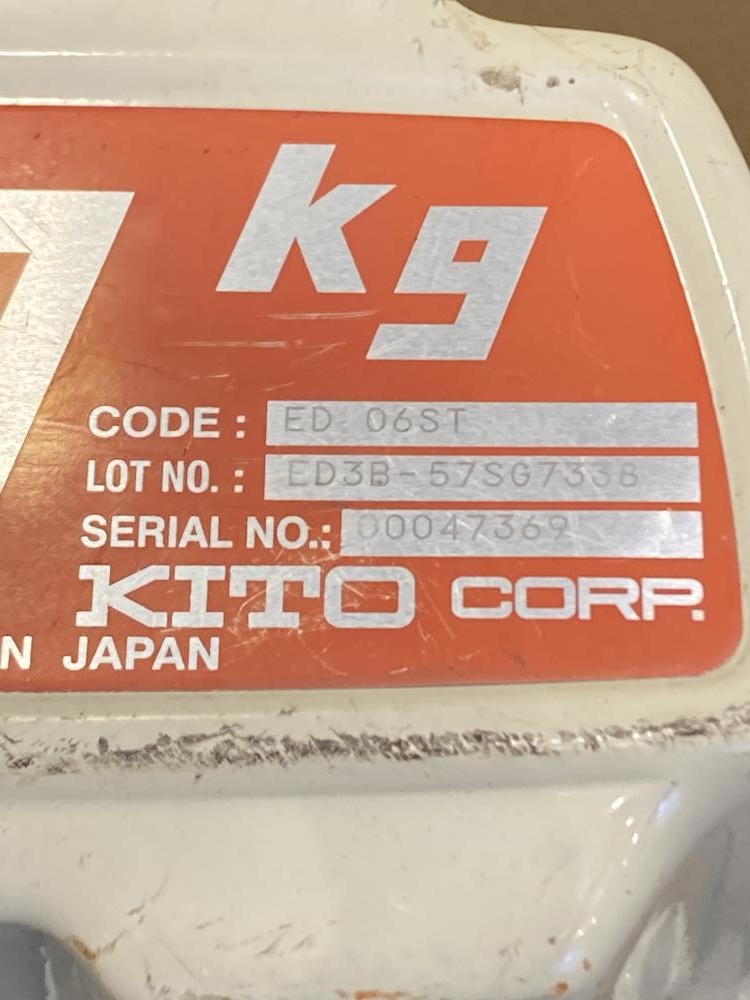 kg
CODE : ED 06ST
LOT NO. : ED3B-57SG7338
SERIAL NO.: 00047369
KITO CORP.
N JAPAN